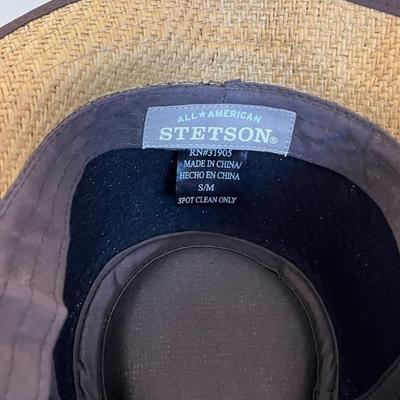 ALL★AMERICAN
STETSON®
RN#31905
MADE IN CHINA/
HECHO EN CHINA
S/M
SPOT CLEAN ONLY